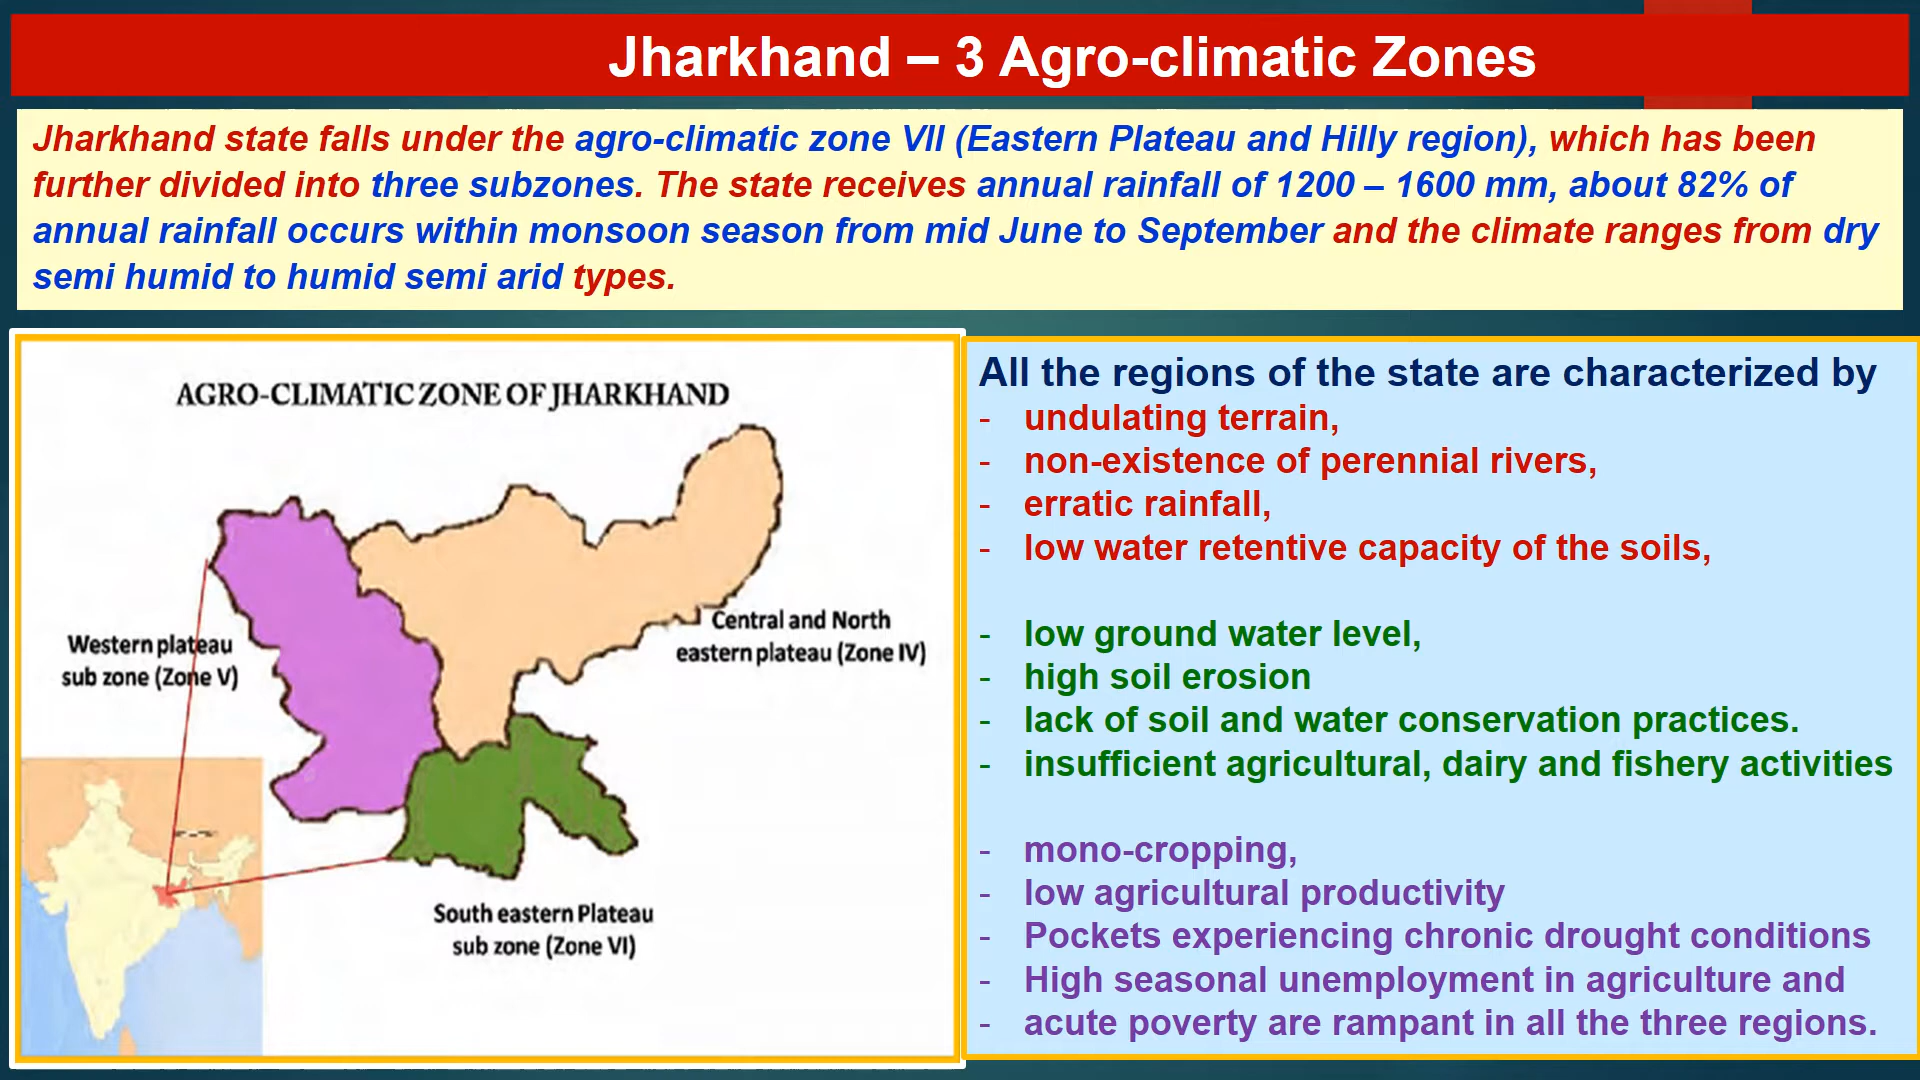 Jharkhand – 3 Agro-climatic Zones
Jharkhand state falls under the agro-climatic zone VII (Eastern Plateau and Hilly region), which has been
further divided into three subzones. The state receives annual rainfall of 1200 – 1600 mm, about 82% of
annual rainfall occurs within monsoon season from mid June to September and the climate ranges from dry
semi humid to humid semi arid types.
AGRO-CLIMATIC ZONE OF JHARKHAND
Western plateau
sub zone (Zone V)
Central and North
eastern plateau (Zone IV)
South eastern Plateau
sub zone (Zone VI)
All the regions of the state are characterized by
- undulating terrain,
- non-existence of perennial rivers,
- erratic rainfall,
- low water retentive capacity of the soils,
- low ground water level,
- high soil erosion
- lack of soil and water conservation practices.
- insufficient agricultural, dairy and fishery activities
- mono-cropping,
- low agricultural productivity
- Pockets experiencing chronic drought conditions
- High seasonal unemployment in agriculture and
- acute poverty are rampant in all the three regions.